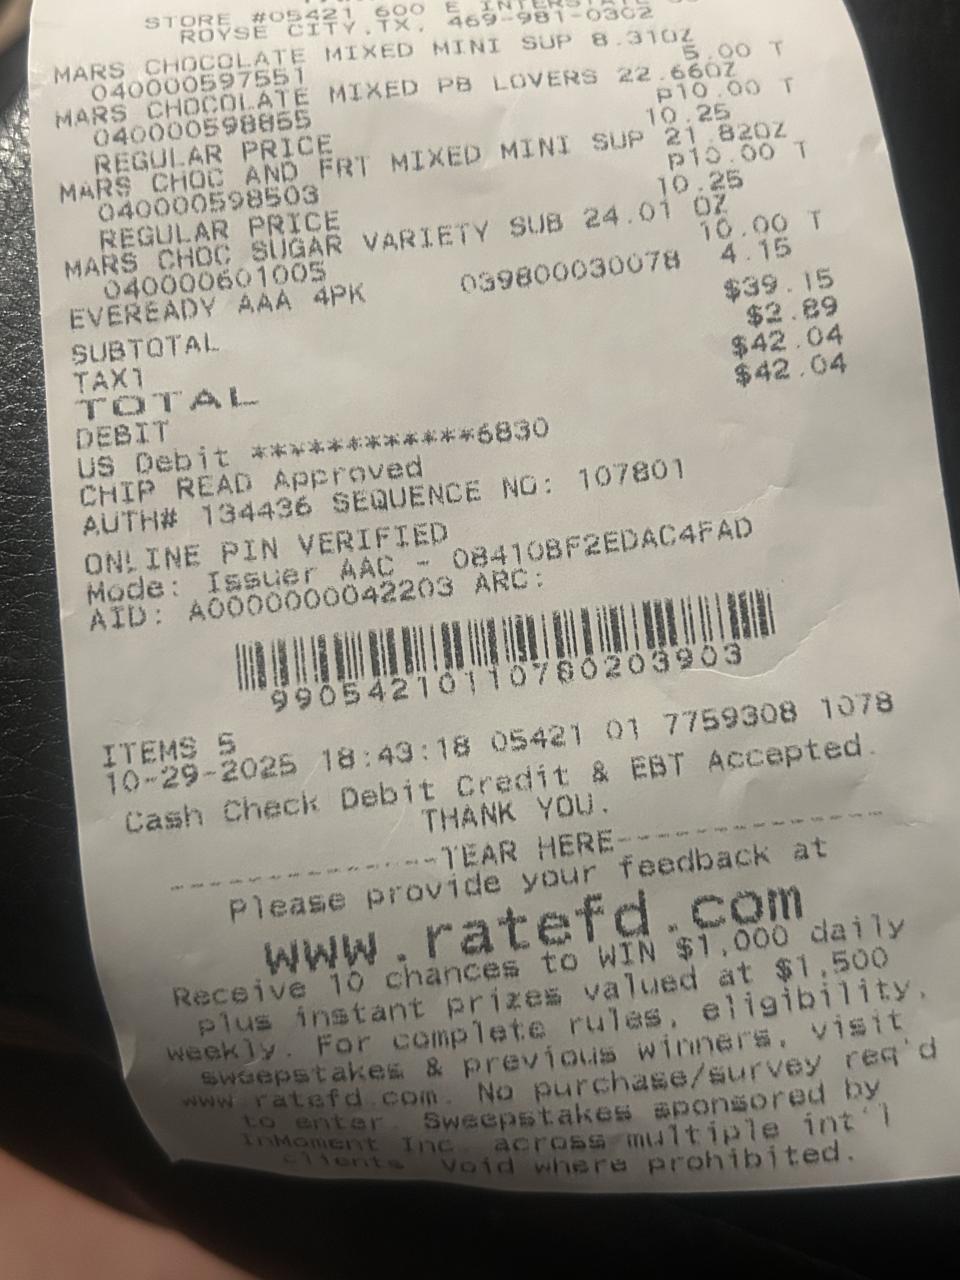 STORE #05421 600 E INTERSTATE
ROYSE CITY,TX. 469-981-0302
MARS CHOCOLATE MIXED MINI SUP 8.31OZ
040000597551 5.00 T
MARS CHOCOLATE MIXED PB LOVERS 22.66OZ
040000598855 P10.00 T
REGULAR PRICE 10.25
MARS CHOC AND FRT MIXED MINI SUP 21.82OZ
040000598503 P10.00 T
REGULAR PRICE 10.25
MARS CHOC SUGAR VARIETY SUB 24.01 OZ
040000601005 10.00 T
EVEREADY AAA 4PK 039800030078 4.15
SUBTOTAL $39.15
TAX1 $2.89
TOTAL $42.04
DEBIT $42.04
US Debit ************6830
CHIP READ Approved
AUTH# 134436 SEQUENCE NO: 107801
ONLINE PIN VERIFIED
Mode: Issuer AAC - 08410BF2EDAC4FAD
AID: A0000000042203 ARC:
99054210110780203903
ITEMS 5
10-29-2025 18:43:18 05421 01 7759308 1078
Cash Check Debit Credit & EBT Accepted.
THANK YOU.
---------------TEAR HERE---------------
Please provide your feedback at
www.ratefd.com
Receive 10 chances to WIN $1,000 daily
plus instant prizes valued at $1,500
weekly. For complete rules, eligibility,
sweepstakes & previous winners, visit
www.ratefd.com. No purchase/survey req'd
to enter. Sweepstakes sponsored by
InMoment Inc. across multiple int'l
clients. Void where prohibited.